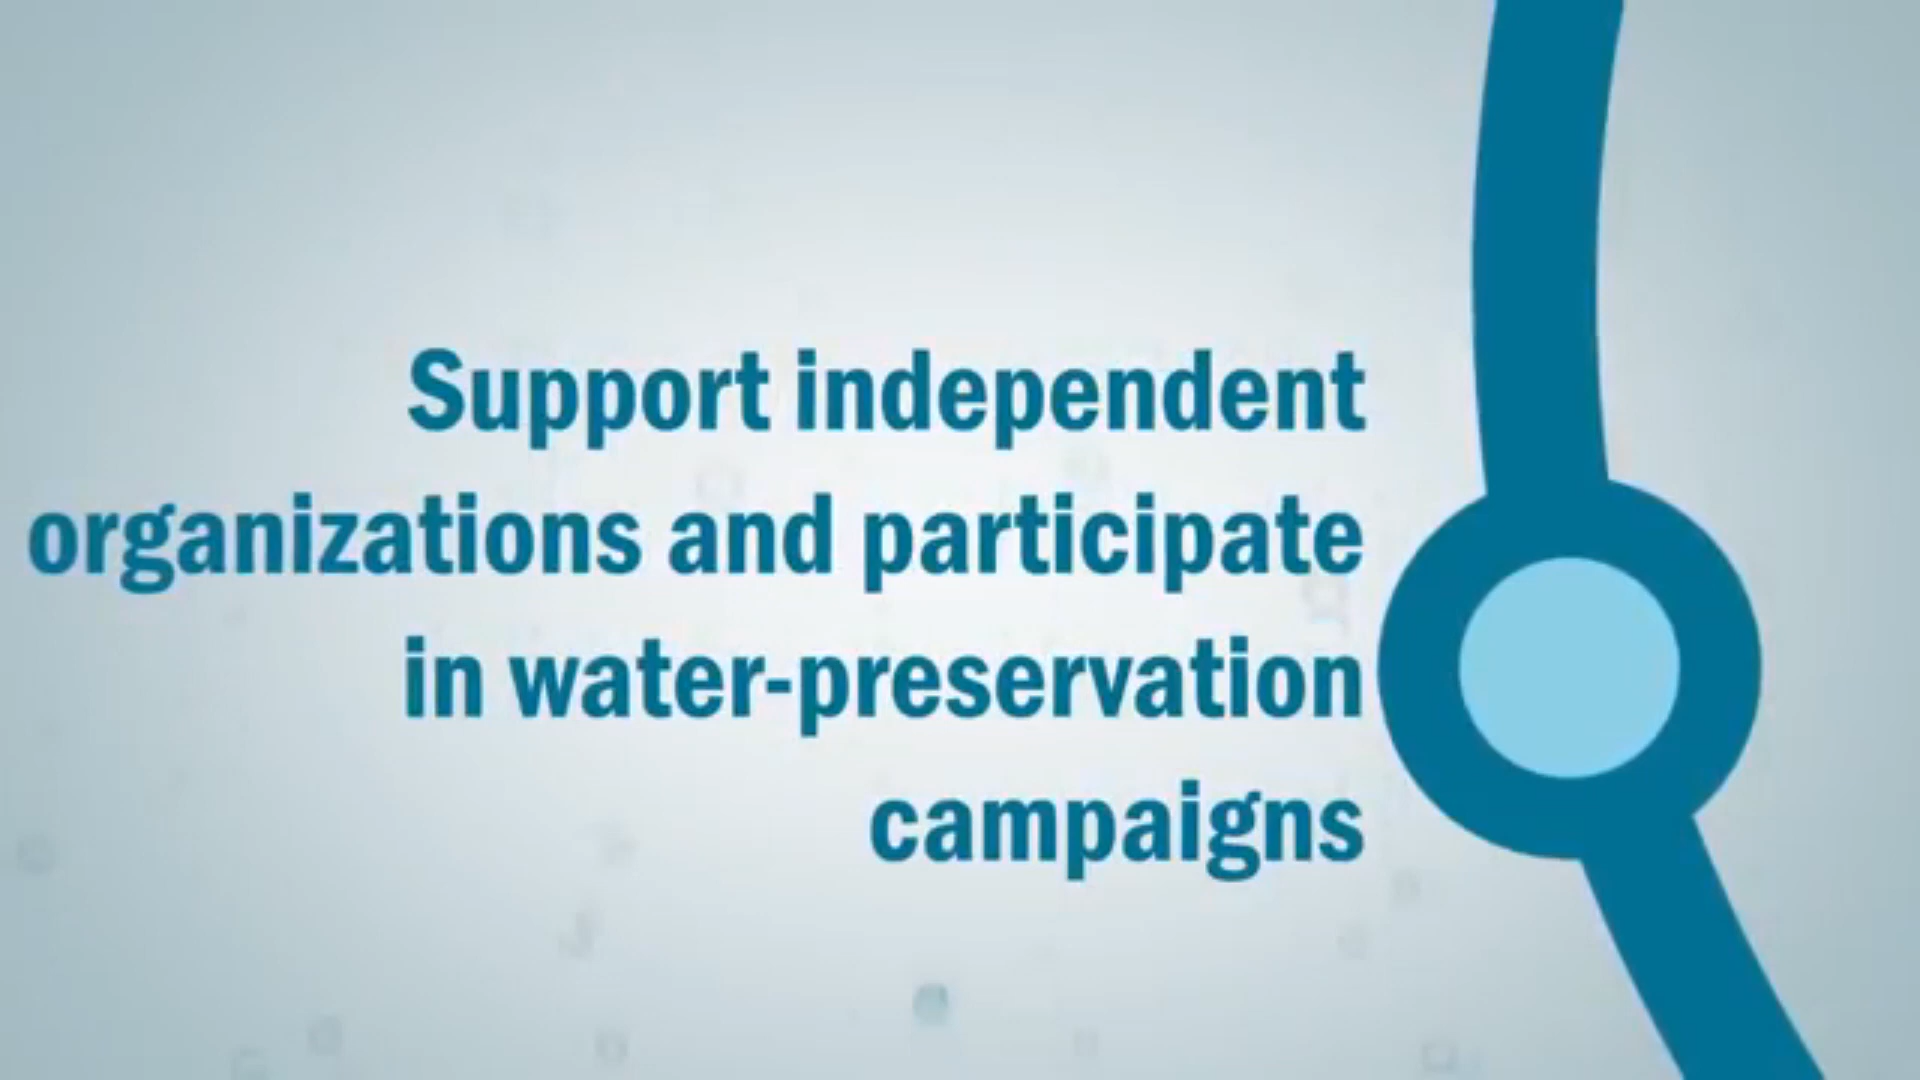 Support independent
organizations and participate
in water-preservation
campaigns